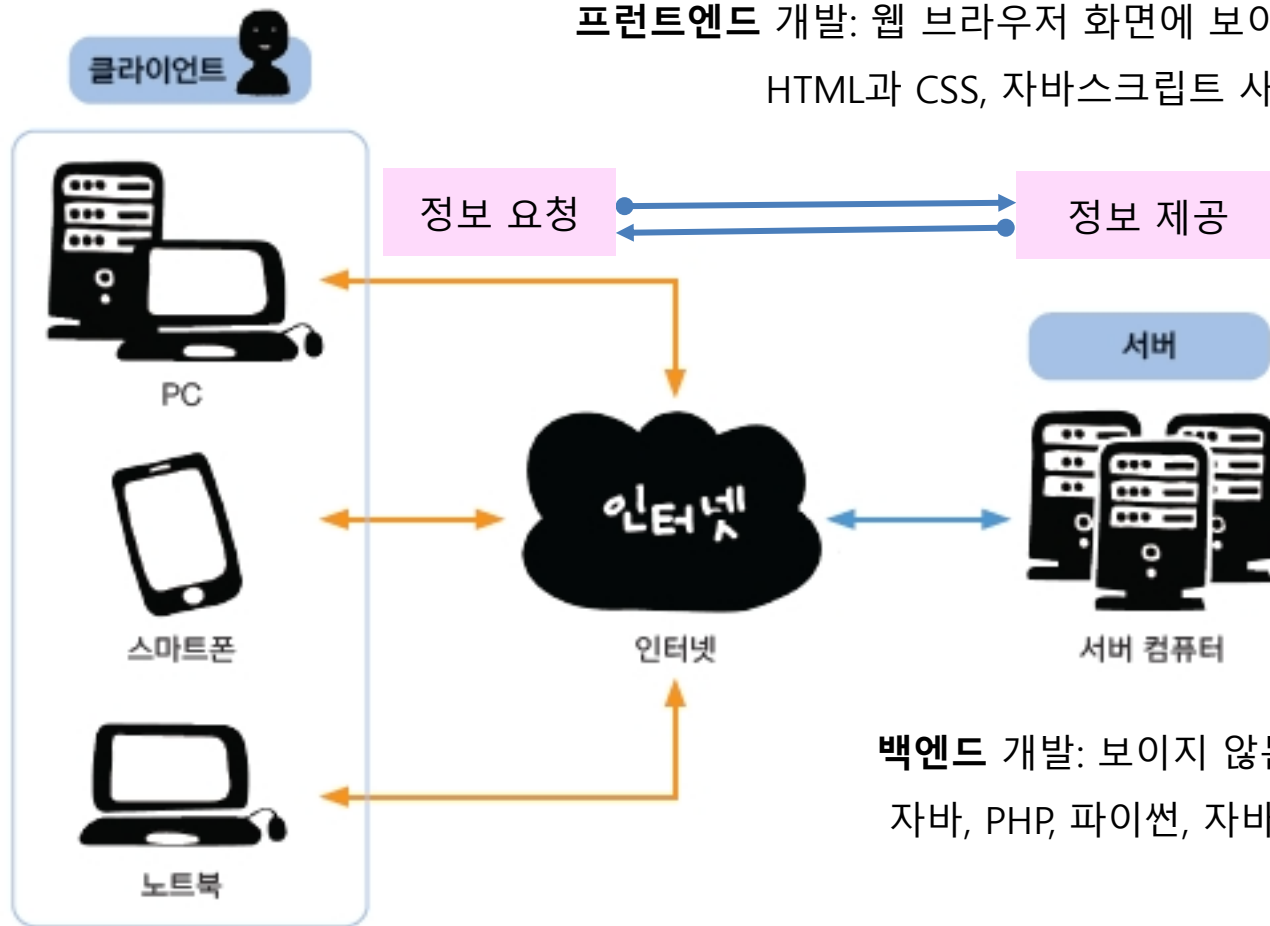 프런트엔드 개발: 웹 브라우저 화면에 보이
HTML과 CSS, 자바스크립트 사
클라이언트
정보 요청
정보 제공
서버
PC
인터넷
스마트폰
인터넷
서버 컴퓨터
백엔드 개발: 보이지 않는
자바, PHP, 파이썬, 자바
노트북